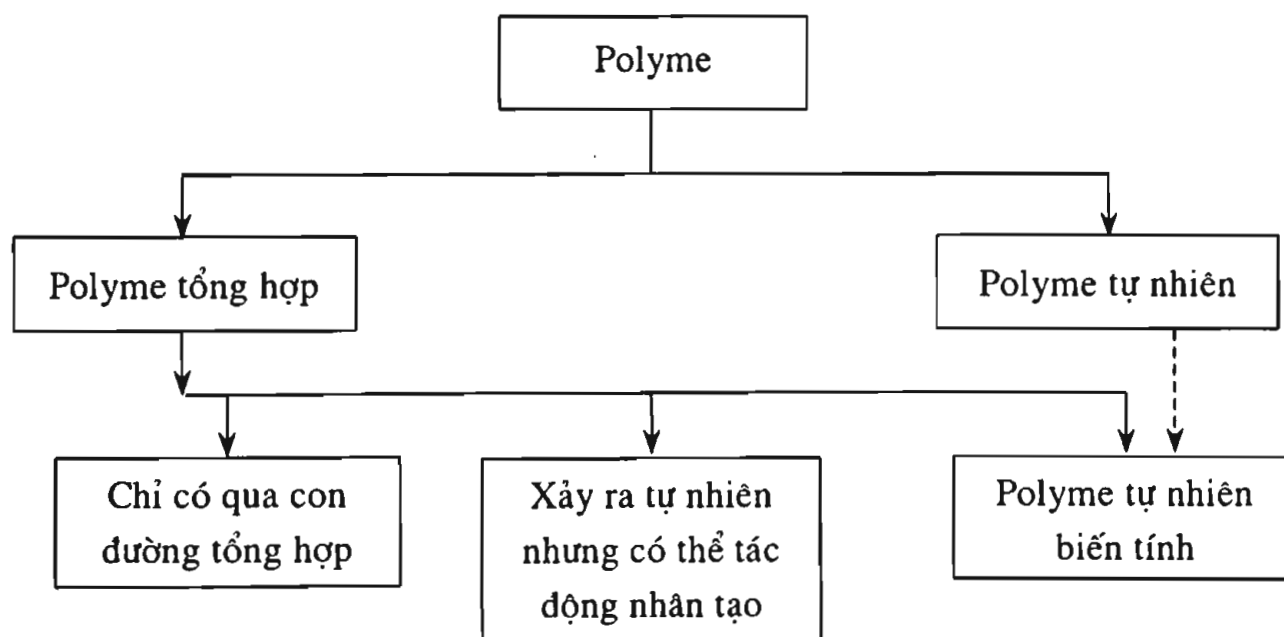 Polyme
Polyme tổng hợp
Polyme tự nhiên
Chỉ có qua con
đường tổng hợp
Xảy ra tự nhiên
nhưng có thể tác
động nhân tạo
Polyme tự nhiên
biến tính